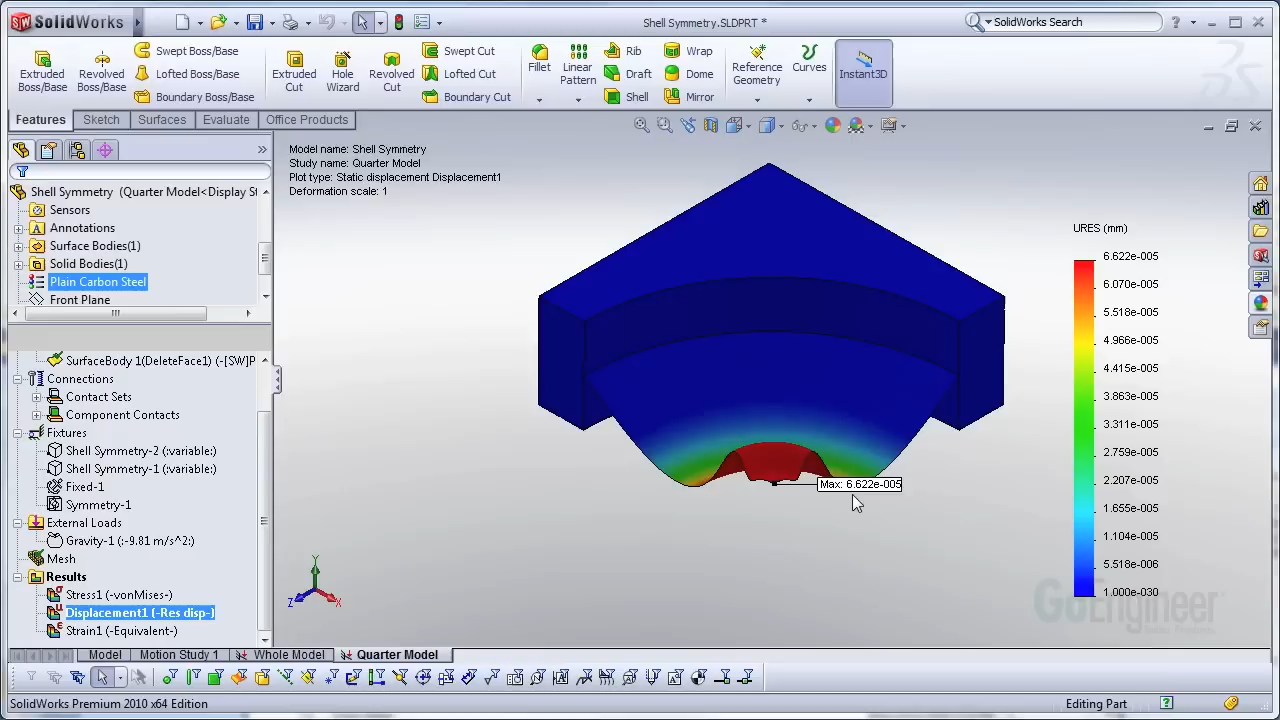 SolidWorks
Shell Symmetry.SLDPRT *
SolidWorks Search
Extruded Boss/Base
Revolved Boss/Base
Swept Boss/Base
Lofted Boss/Base
Boundary Boss/Base
Extruded Cut
Hole Wizard
Revolved Cut
Swept Cut
Lofted Cut
Boundary Cut
Fillet
Linear Pattern
Rib
Draft
Shell
Wrap
Dome
Mirror
Reference Geometry
Curves
Instant3D
Features
Sketch
Surfaces
Evaluate
Office Products
Shell Symmetry (Quarter Model<Display St
Sensors
Annotations
Surface Bodies(1)
Solid Bodies(1)
Plain Carbon Steel
Front Plane
SurfaceBody 1(DeleteFace1) (-[SW]P
Connections
Contact Sets
Component Contacts
Fixtures
Shell Symmetry-2 (:variable:)
Shell Symmetry-1 (:variable:)
Fixed-1
Symmetry-1
External Loads
Gravity-1 (:-9.81 m/s^2:)
Mesh
Results
Stress1 (-vonMises-)
Displacement1 (-Res disp-)
Strain1 (-Equivalent-)
Model name: Shell Symmetry
Study name: Quarter Model
Plot type: Static displacement Displacement1
Deformation scale: 1
Max: 6.622e-005
Y
Z
X
URES (mm)
6.622e-005
6.070e-005
5.518e-005
4.966e-005
4.415e-005
3.863e-005
3.311e-005
2.759e-005
2.207e-005
1.655e-005
1.104e-005
5.518e-006
1.000e-030
GoEngineer
Model
Motion Study 1
Whole Model
Quarter Model
SolidWorks Premium 2010 x64 Edition
Editing Part